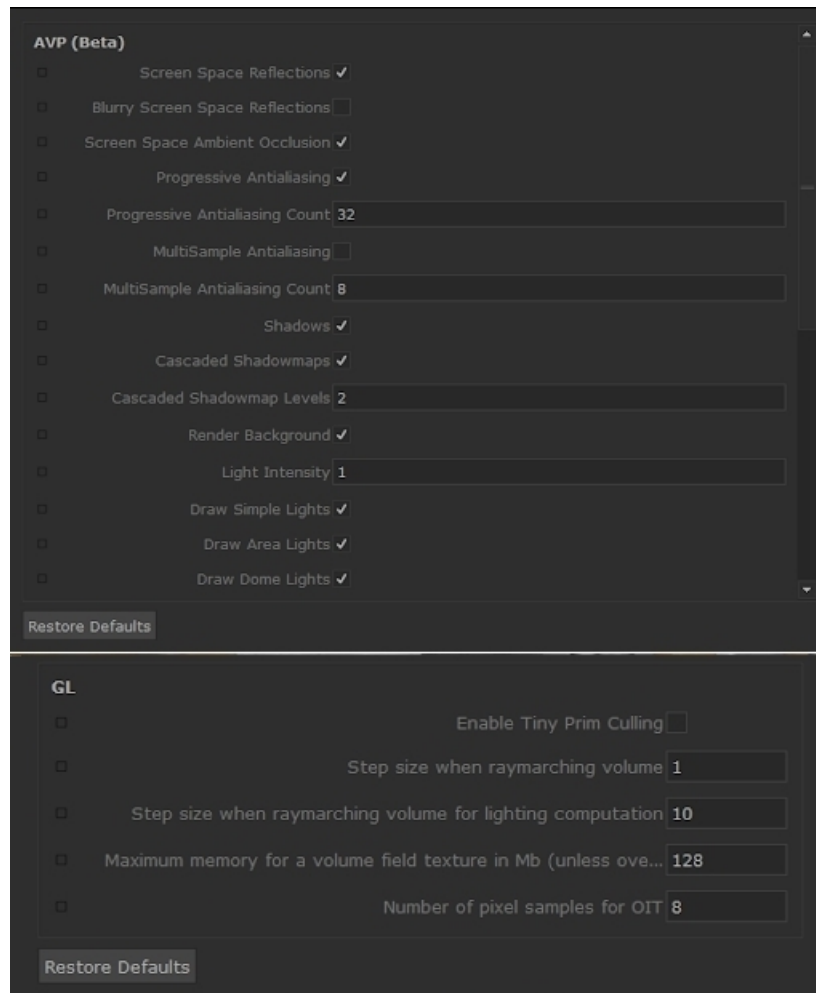 AVP (Beta)
Screen Space Reflections
Blurry Screen Space Reflections
Screen Space Ambient Occlusion
Progressive Antialiasing
Progressive Antialiasing Count 32
MultiSample Antialiasing
MultiSample Antialiasing Count 8
Shadows
Cascaded Shadowmaps
Cascaded Shadowmap Levels 2
Render Background
Light Intensity 1
Draw Simple Lights
Draw Area Lights
Draw Dome Lights
Restore Defaults
GL
Enable Tiny Prim Culling
Step size when raymarching volume 1
Step size when raymarching volume for lighting computation 10
Maximum memory for a volume field texture in Mb (unless ove... 128
Number of pixel samples for OIT 8
Restore Defaults